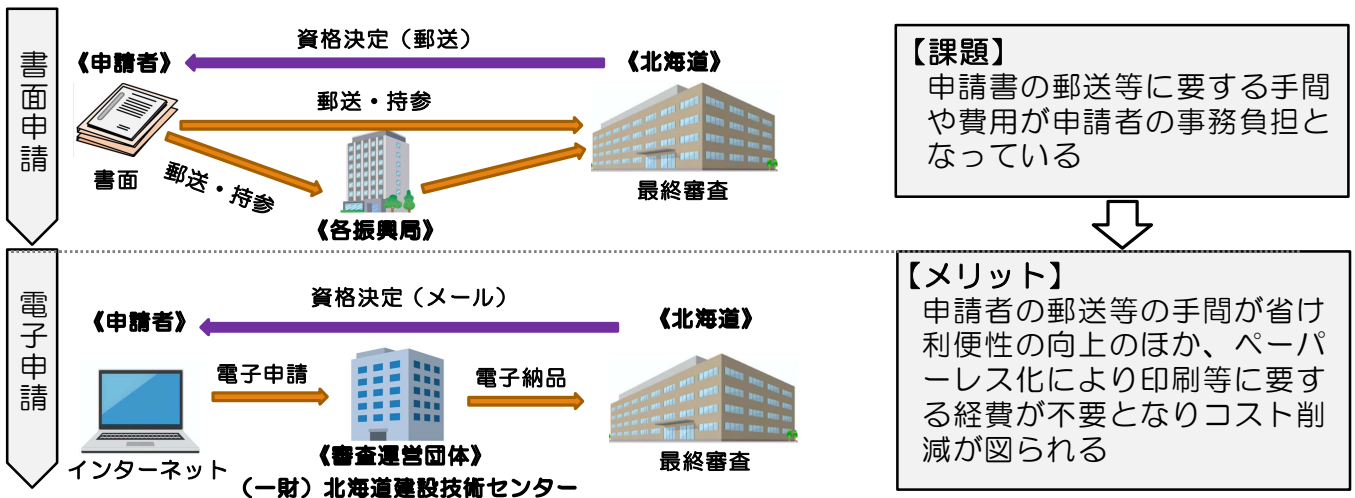 書面申請
資格決定（郵送）
《申請者》
《北海道》
郵送・持参
書面
郵送・持参
最終審査
《各振興局》
【課題】
申請書の郵送等に要する手間
や費用が申請者の事務負担と
なっている
電子申請
資格決定（メール）
《申請者》
《北海道》
電子申請
電子納品
インターネット
《審査運営団体》
（一財）北海道建設技術センター
最終審査
【メリット】
申請者の郵送等の手間が省け
利便性の向上のほか、ペーパ
ーレス化により印刷等に要す
る経費が不要となりコスト削
減が図られる